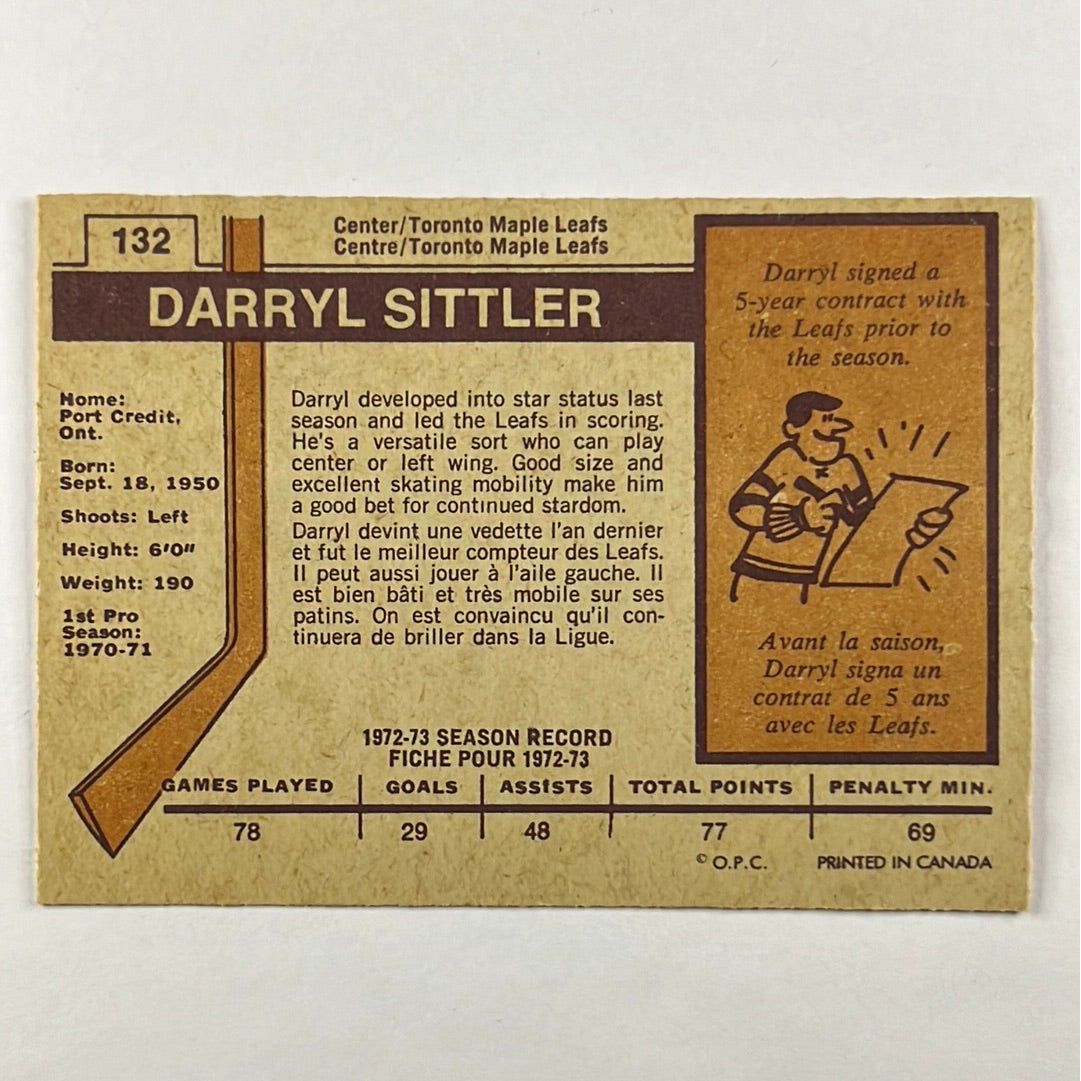 132
Center/Toronto Maple Leafs
Centre/Toronto Maple Leafs
DARRYL SITTLER
Home:
Port Credit,
Ont.
Born:
Sept. 18, 1950
Shoots: Left
Height: 6'0"
Weight: 190
1st Pro
Season:
1970-71
Darryl developed into star status last
season and led the Leafs in scoring.
He's a versatile sort who can play
center or left wing. Good size and
excellent skating mobility make him
a good bet for continued stardom.
Darryl devint une vedette l'an dernier
et fut le meilleur compteur des Leafs.
Il peut aussi jouer à l'aile gauche. Il
est bien bâti et très mobile sur ses
patins. On est convaincu qu'il con-
tinuera de briller dans la Ligue.
Darryl signed a
5-year contract with
the Leafs prior to
the season.
Avant la saison,
Darryl signa un
contrat de 5 ans
avec les Leafs.
1972-73 SEASON RECORD
FICHE POUR 1972-73
GAMES PLAYED GOALS ASSISTS TOTAL POINTS PENALTY MIN.
78 29 48 77 69
© O.P.C. PRINTED IN CANADA